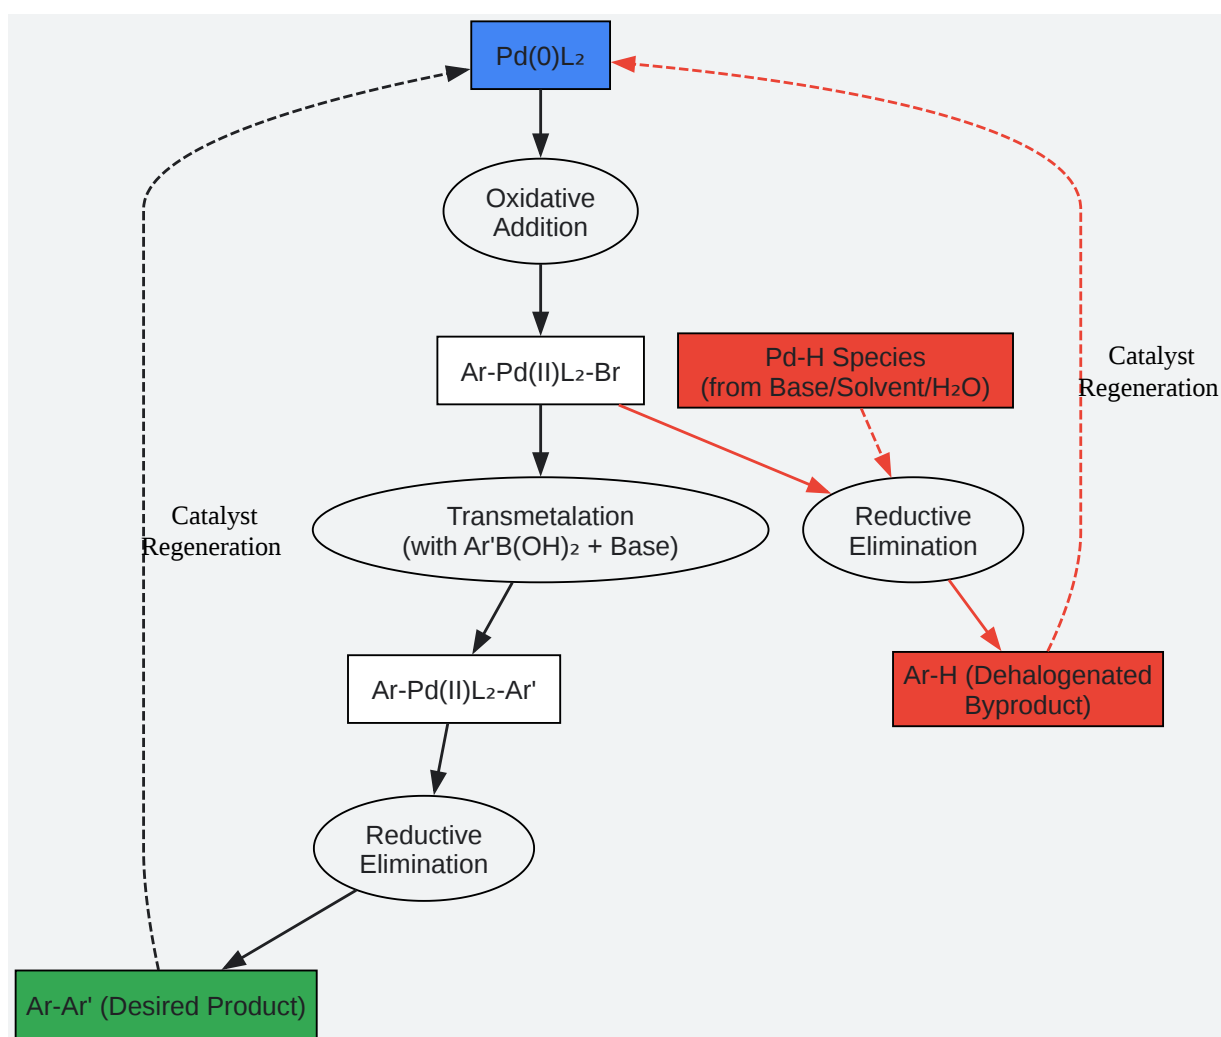 Pd(0)L₂
Oxidative
Addition
Ar-Pd(II)L₂-Br
Pd-H Species
(from Base/Solvent/H₂O)
Catalyst
Regeneration
Catalyst
Regeneration
Transmetalation
(with Ar'B(OH)₂ + Base)
Reductive
Elimination
Ar-Pd(II)L₂-Ar'
Ar-H (Dehalogenated
Byproduct)
Reductive
Elimination
Ar-Ar' (Desired Product)